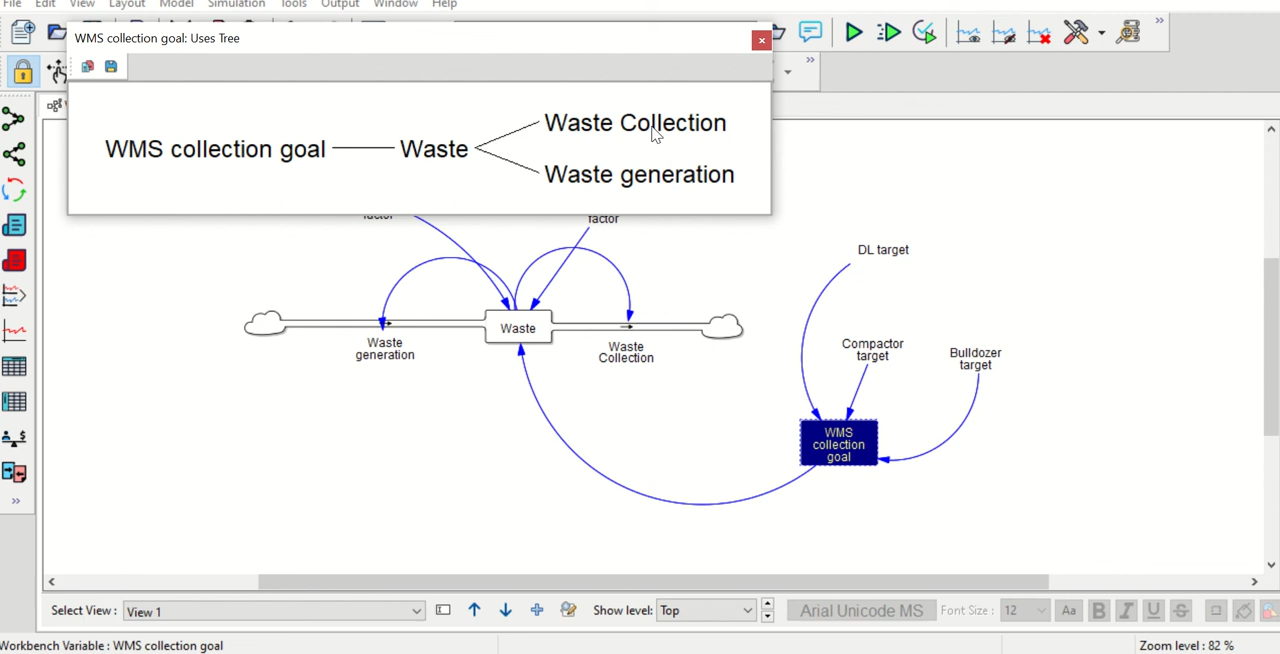 File Edit View Layout Model Simulation Tools Output Window Help
WMS collection goal: Uses Tree
WMS collection goal
Waste
Waste Collection
Waste generation
factor
factor
DL target
Waste
Waste
generation
Waste
Collection
Compactor
target
Bulldozer
target
WMS
collection
goal
Select View : View 1 Show level: Top Arial Unicode MS Font Size : 12 Aa B I U S
Workbench Variable : WMS collection goal
Zoom level : 82 %